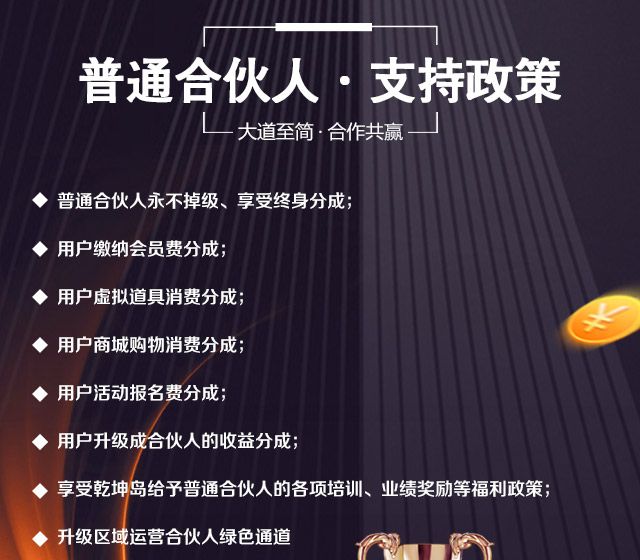 普通合伙人·支持政策
大道至简·合作共赢
普通合伙人永不掉级、享受终身分成；
用户缴纳会员费分成；
用户虚拟道具消费分成；
用户商城购物消费分成；
用户活动报名费分成；
用户升级成合伙人的收益分成；
享受乾坤岛给予普通合伙人的各项培训、业绩奖励等福利政策；
升级区域运营合伙人绿色通道
¥